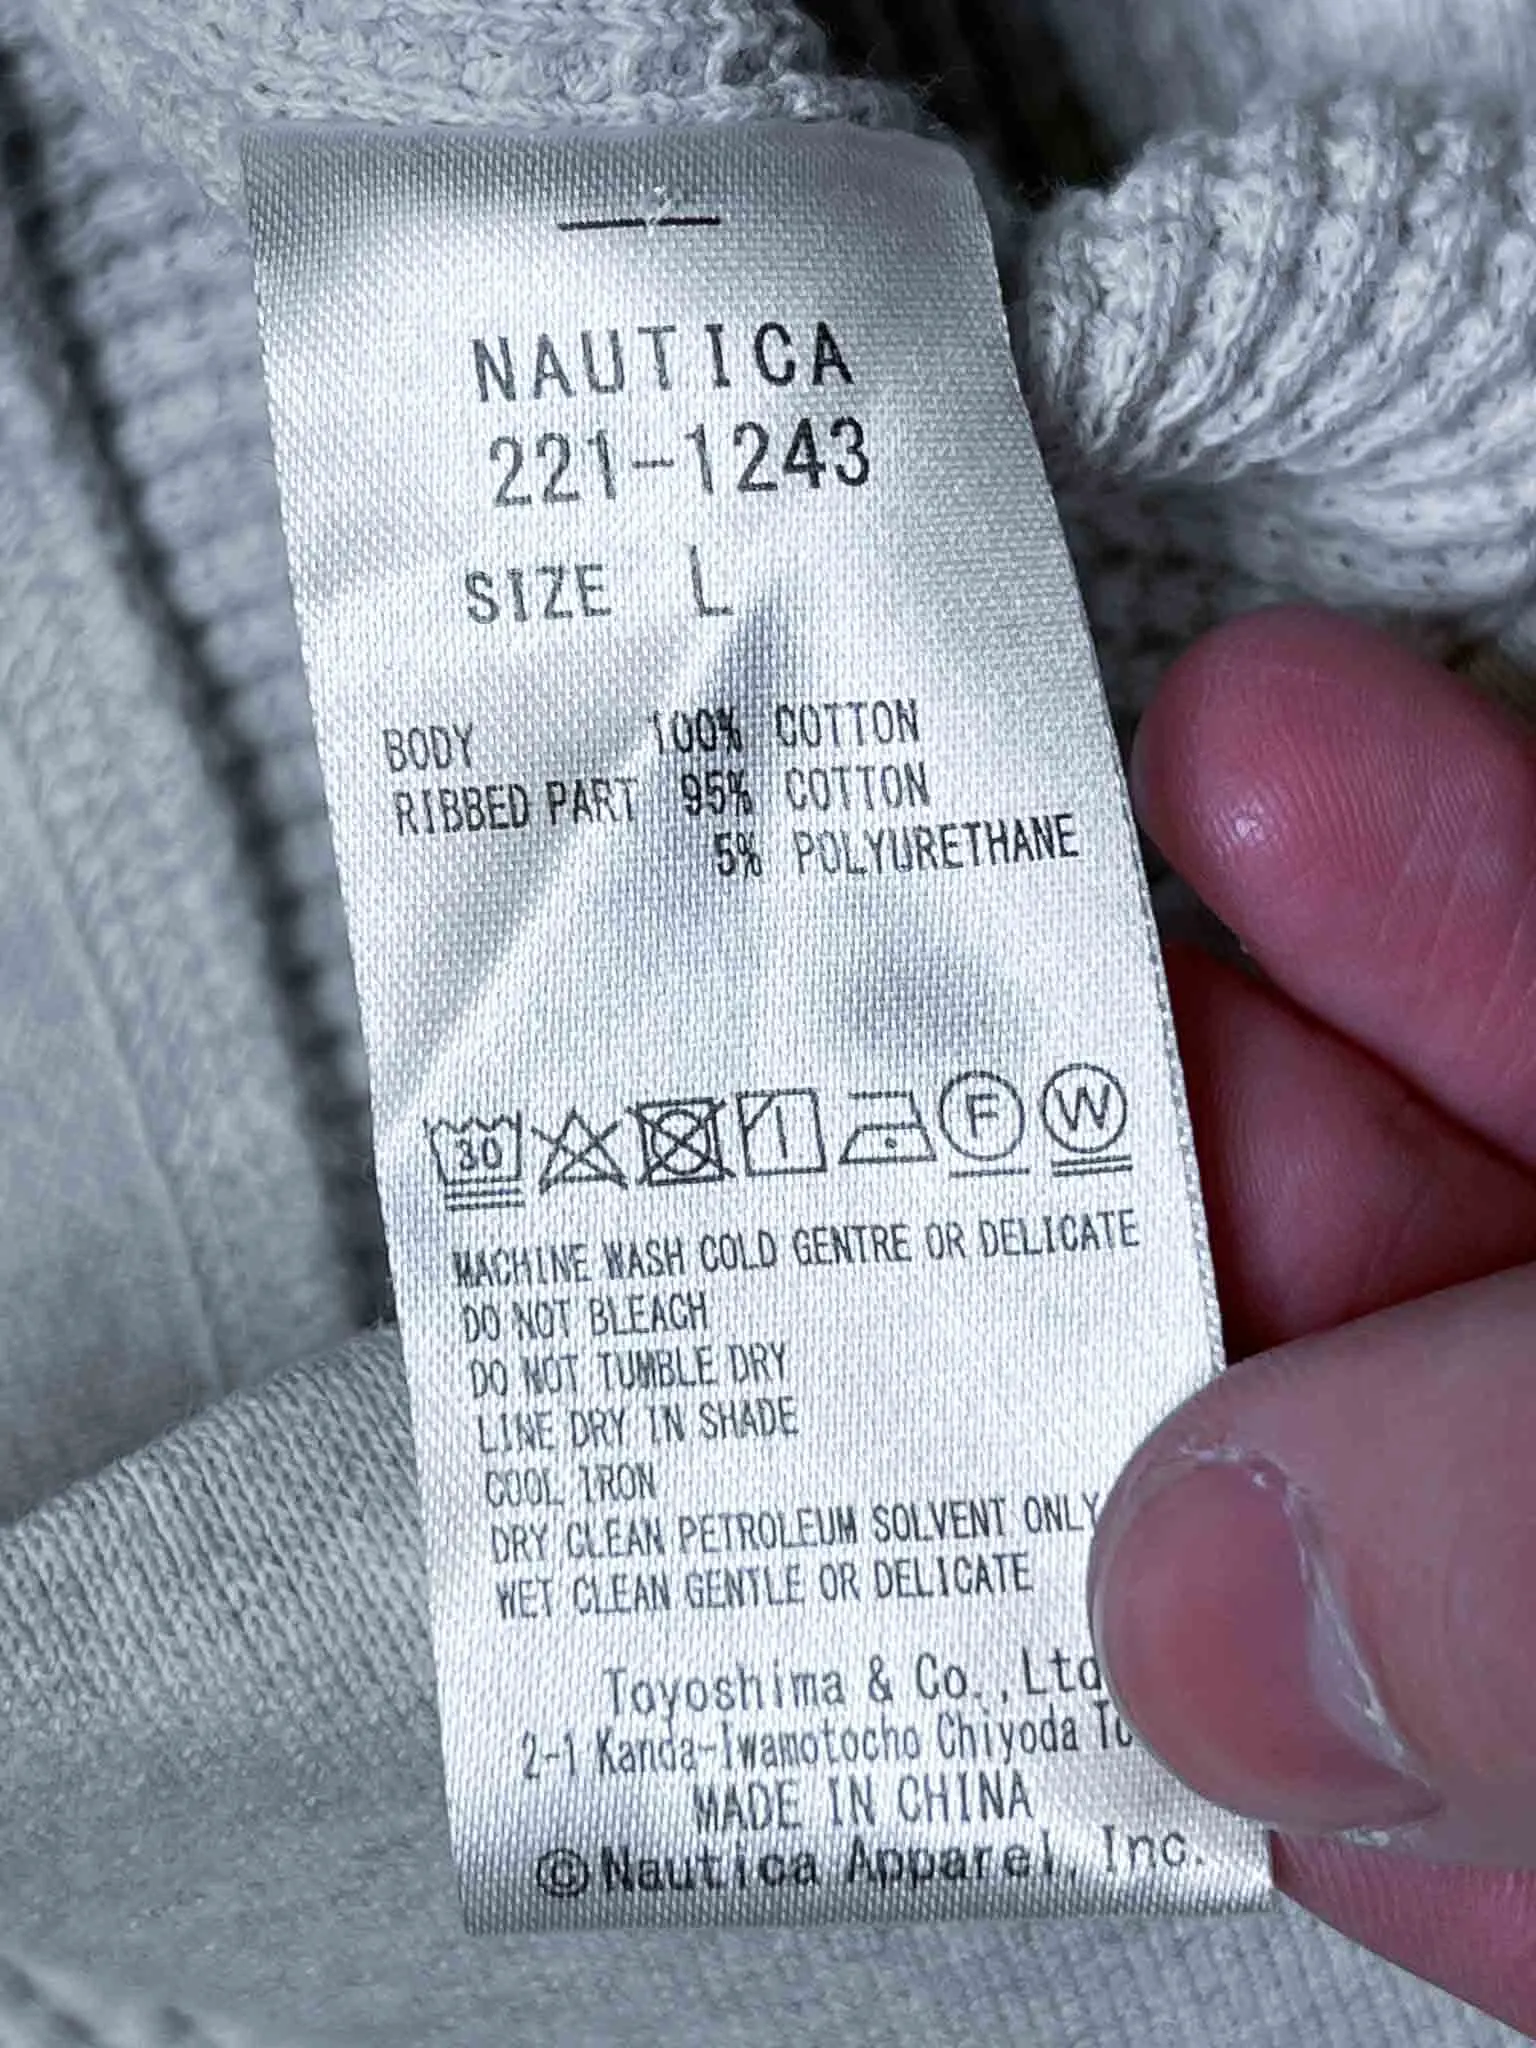 NAUTICA
221-1243
SIZE L
BODY 100% COTTON
RIBBED PART 95% COTTON
5% POLYURETHANE
30 F W
MACHINE WASH COLD GENTRE OR DELICATE
DO NOT BLEACH
DO NOT TUMBLE DRY
LINE DRY IN SHADE
COOL IRON
DRY CLEAN PETROLEUM SOLVENT ONLY
WET CLEAN GENTLE OR DELICATE
Toyoshima & Co.,Ltd
2-1 Kanda-Iwamotocho Chiyoda
MADE IN CHINA
©Nautica Apparel, Inc.